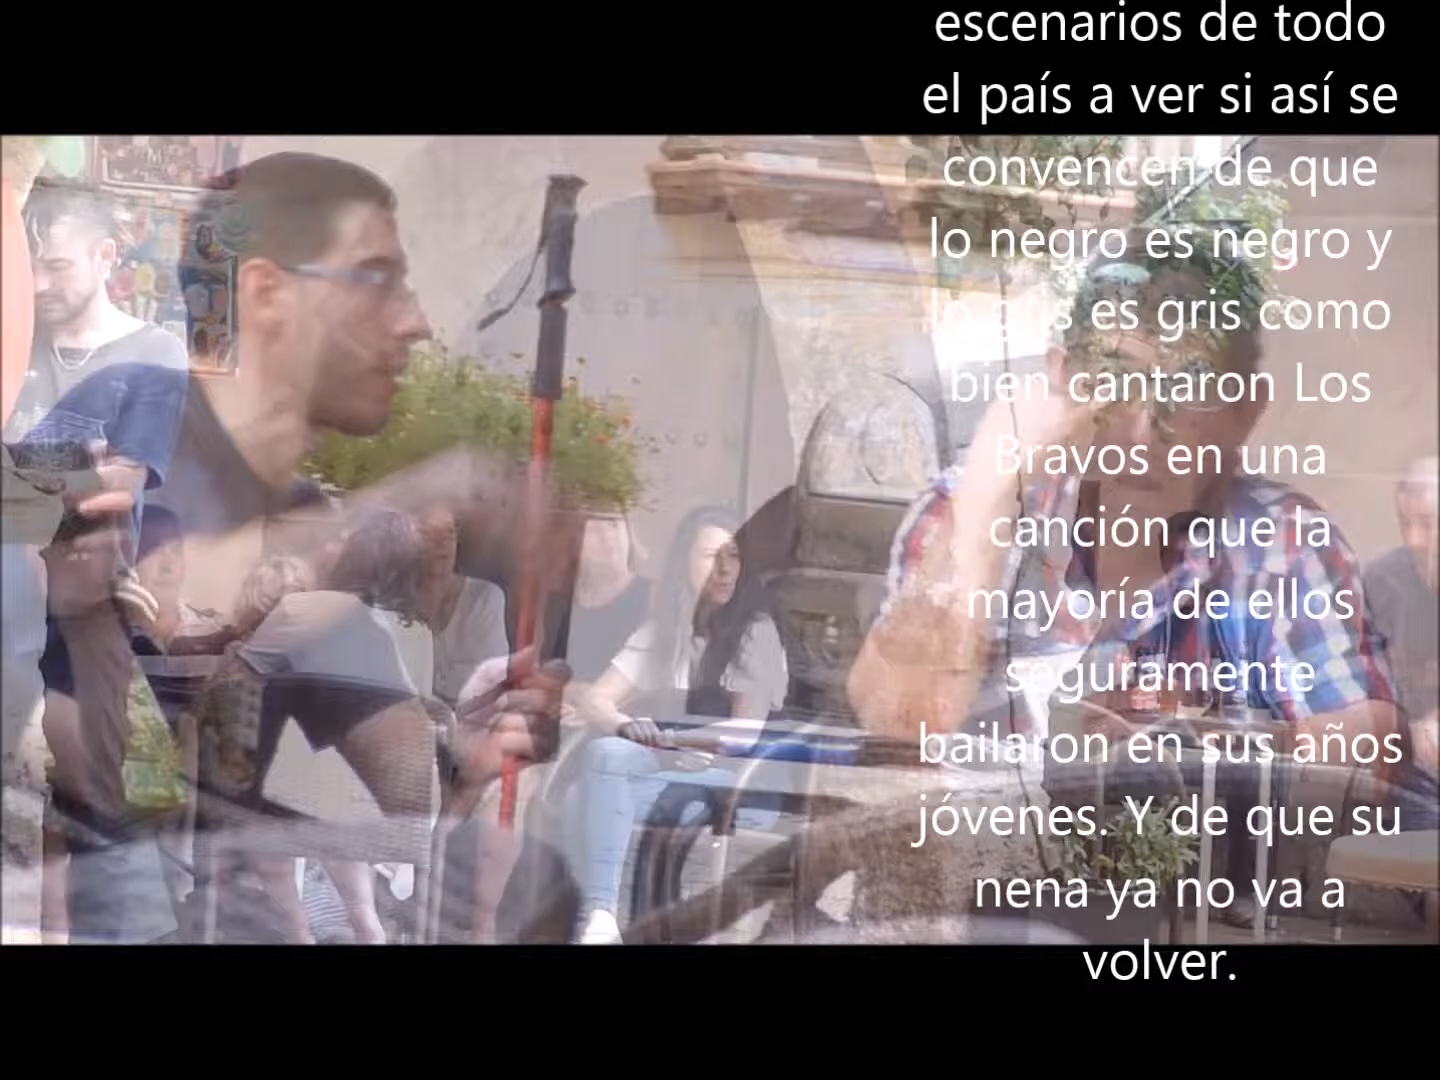 escenarios de todo
el país a ver si así se
convencen de que
lo negro es negro y
lo gris es gris como
bien cantaron Los
Bravos en una
canción que la
mayoría de ellos
seguramente
bailaron en sus años
jóvenes. Y de que su
nena ya no va a
volver.